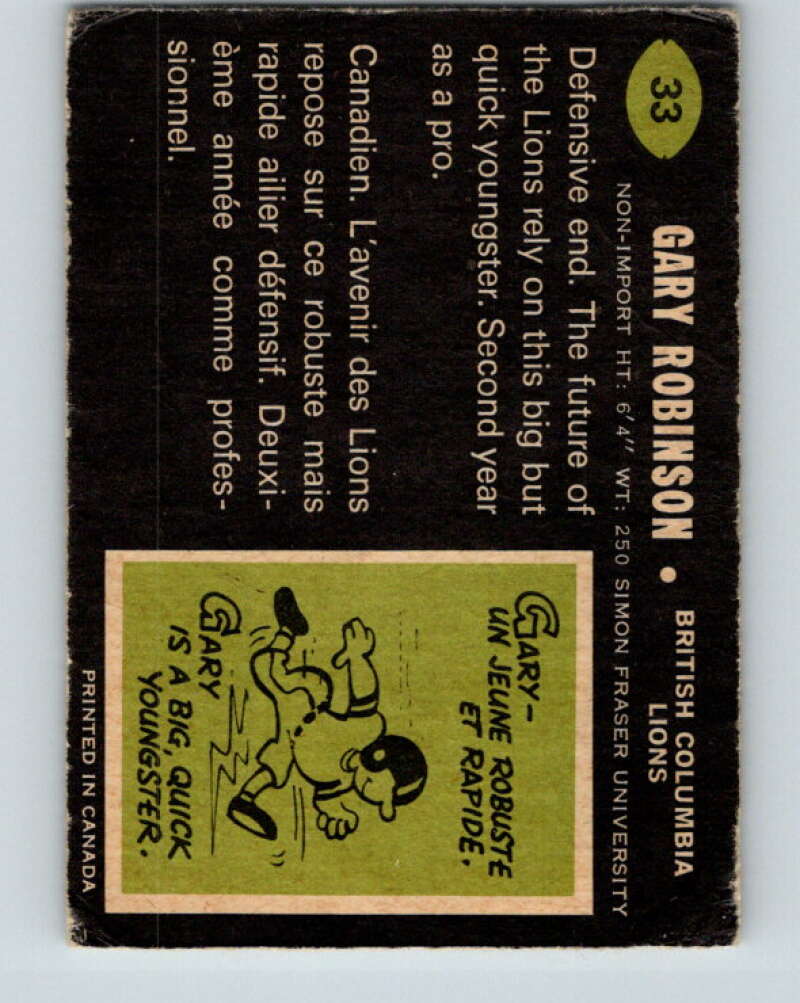 33
GARY ROBINSON • BRITISH COLUMBIA
LIONS
NON-IMPORT HT: 6'4" WT: 250 SIMON FRASER UNIVERSITY
Defensive end. The future of
the Lions rely on this big but
quick youngster. Second year
as a pro.
Canadien. L'avenir des Lions
repose sur ce robuste mais
rapide ailier défensif. Deuxi-
ème année comme profes-
sionnel.
GARY-
UN JEUNE ROBUSTE
ET RAPIDE.
GARY
IS A BIG, QUICK
YOUNGSTER.
PRINTED IN CANADA